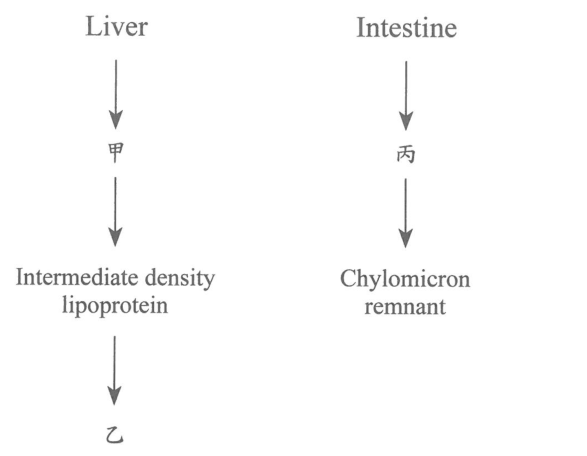 Liver
Intestine
甲
丙
Intermediate density
lipoprotein
Chylomicron
remnant
乙